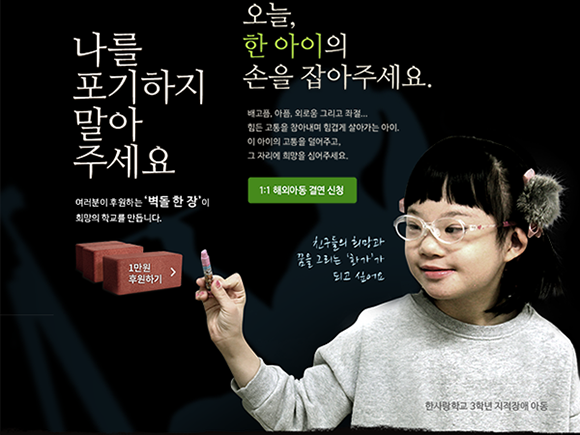 나를
포기하지
말아
주세요
여러분이 후원하는 '벽돌 한 장'이
희망의 학교를 만듭니다.
1만원
후원하기
오늘,
한 아이의
손을 잡아주세요.
배고픔, 아픔, 외로움 그리고 좌절...
힘든 고통을 참아내며 힘겹게 살아가는 아이.
이 아이의 고통을 덜어주고,
그 자리에 희망을 심어주세요.
1:1 해외아동 결연 신청
친구들의 희망과
꿈을 그리는 '화가'가
되고 싶어요
한사랑학교 3학년 지적장애 아동